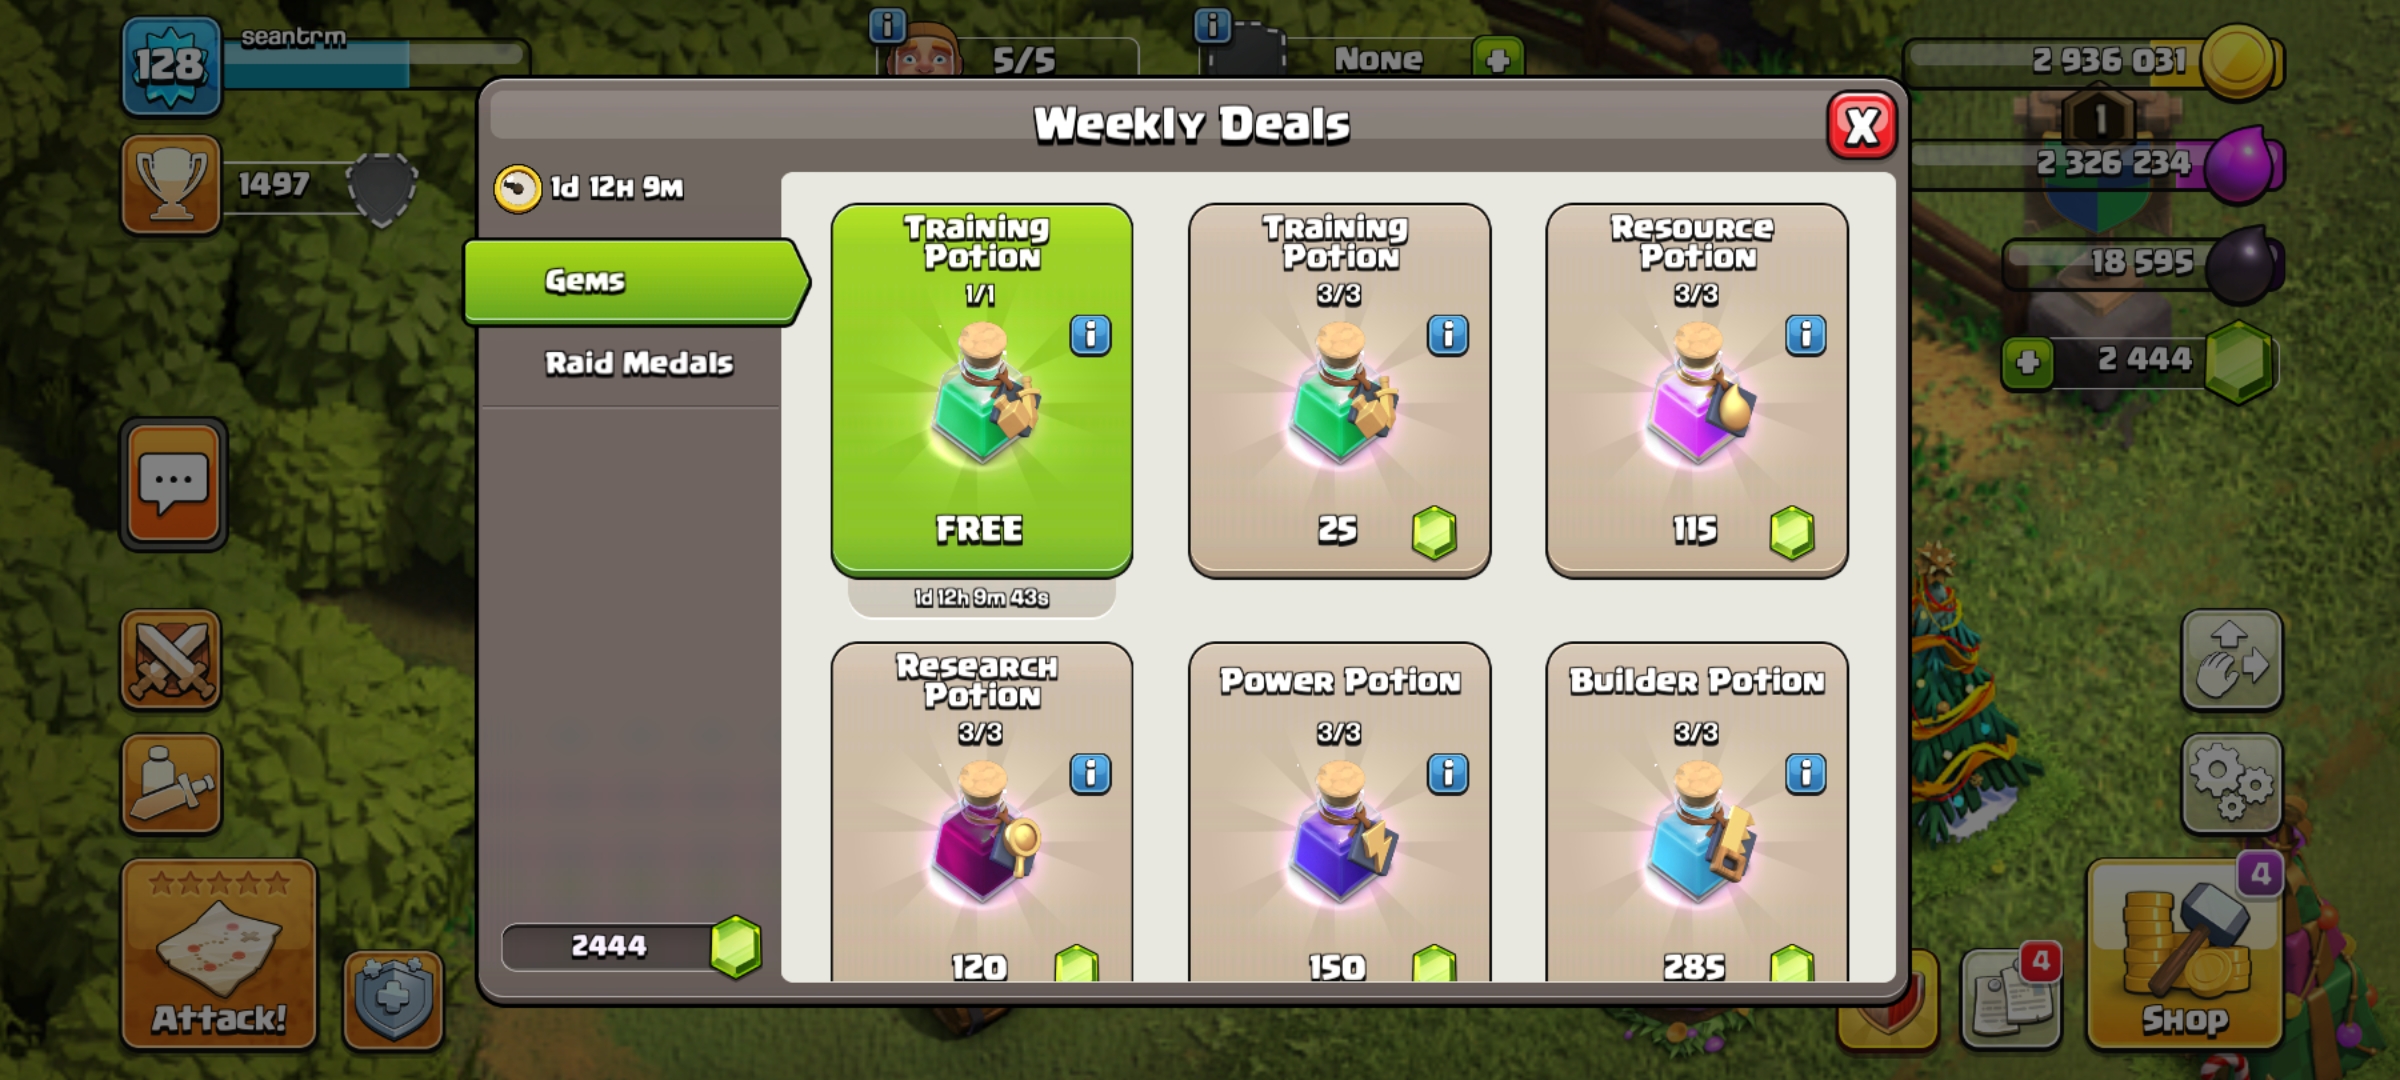 128
seantrm
5/5
None
2 936 031
1497
1
2 326 234
18 595
2 444
Weekly Deals
X
1d 12H 9M
Gems
Raid Medals
Training
Potion
1/1
i
FREE
1d 12h 9m 43s
Training
Potion
3/3
i
25
Resource
Potion
3/3
i
115
Research
Potion
3/3
i
120
Power Potion
3/3
i
150
Builder Potion
3/3
i
285
2444
Attack!
4
4
Shop